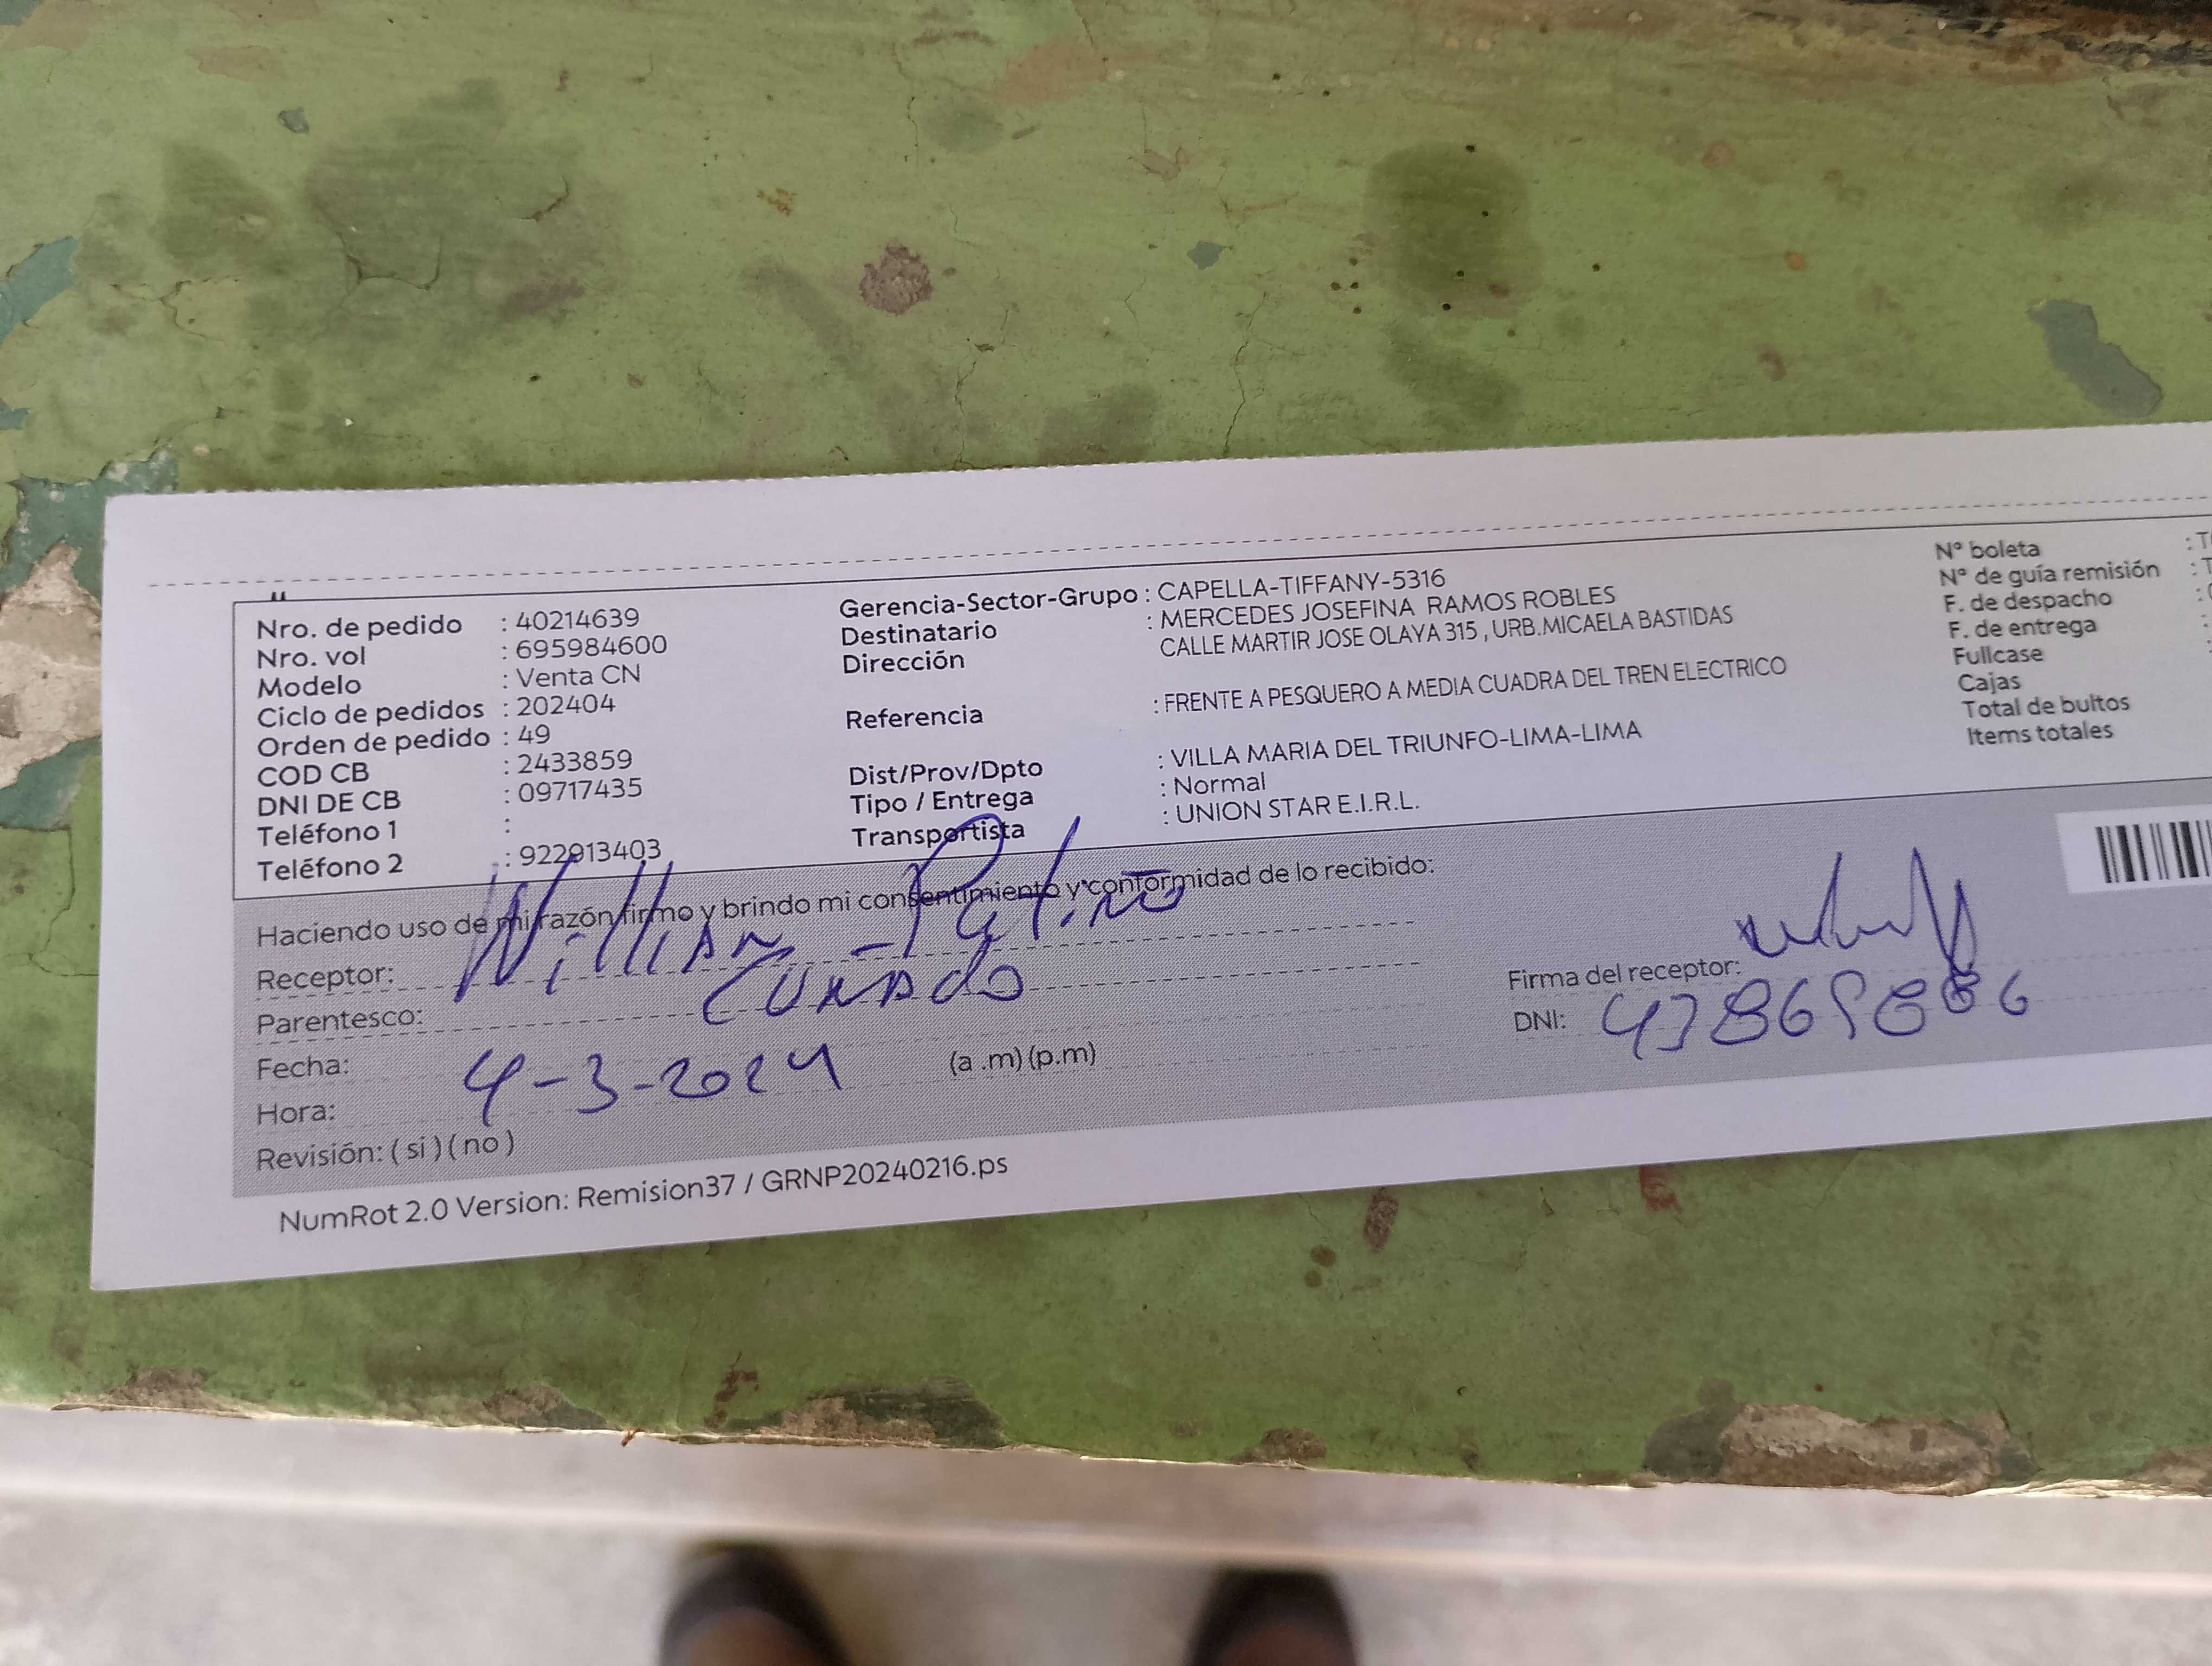 Nro. de pedido : 40214639
Nro. vol : 695984600
Modelo : Venta CN
Ciclo de pedidos : 202404
Orden de pedido : 49
COD CB : 2433859
DNI DE CB : 09717435
Teléfono 1 :
Teléfono 2 : 922913403
Gerencia-Sector-Grupo : CAPELLA-TIFFANY-5316
Destinatario : MERCEDES JOSEFINA RAMOS ROBLES
Dirección CALLE MARTIR JOSE OLAYA 315 , URB.MICAELA BASTIDAS
Referencia : FRENTE A PESQUERO A MEDIA CUADRA DEL TREN ELECTRICO
Dist/Prov/Dpto : VILLA MARIA DEL TRIUNFO-LIMA-LIMA
Tipo / Entrega : Normal
Transportista : UNION STAR E.I.R.L.
N° boleta
N° de guía remisión
F. de despacho
F. de entrega
Fullcase
Cajas
Total de bultos
Items totales
Haciendo uso de mi razón firmo y brindo mi consentimiento y conformidad de lo recibido:
Receptor: Willian Patiño
Parentesco: Cuñado
Fecha: 4-3-2024
Hora: (a .m) (p.m)
Revisión: ( si ) ( no )
Firma del receptor:
DNI:
NumRot 2.0 Version: Remision37 / GRNP20240216.ps